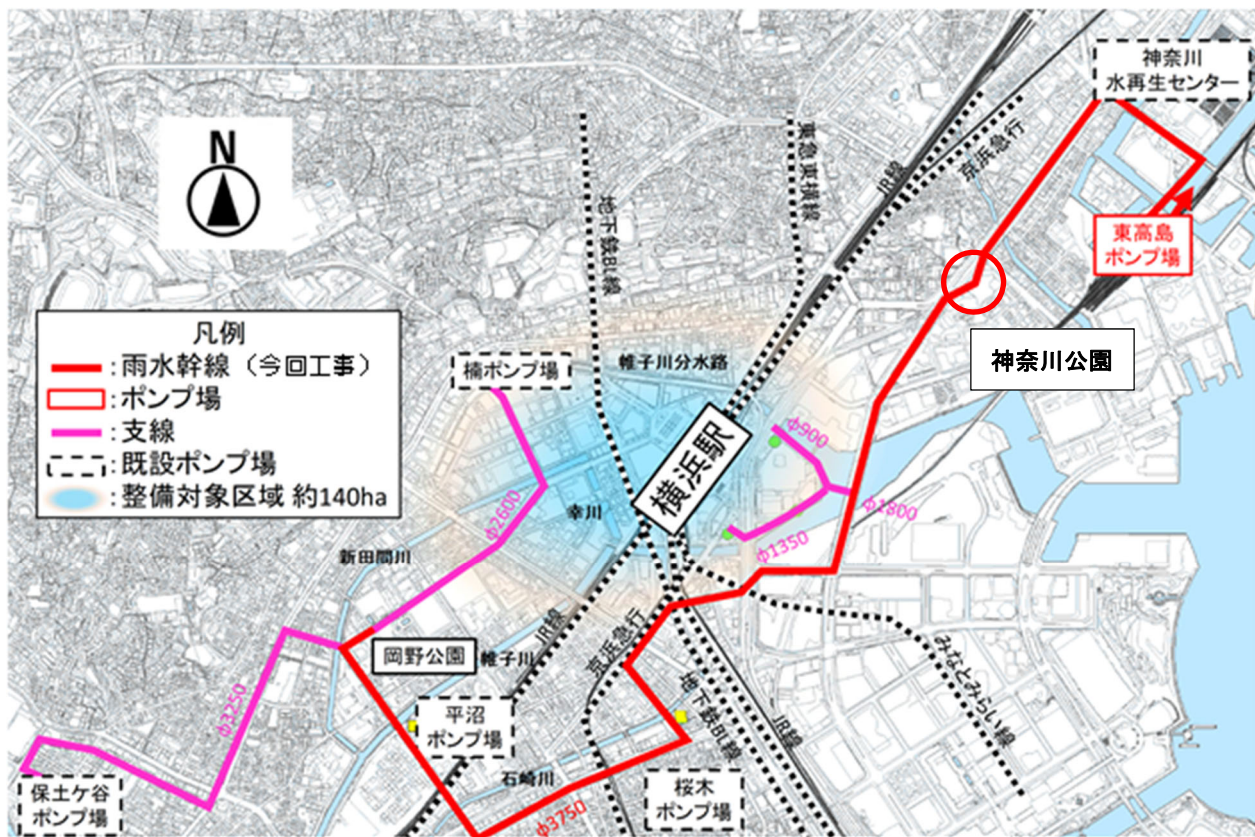 神奈川
水再生センター
N
東急東横線
JR線
京浜急行
地下鉄BL線
東高島
ポンプ場
凡例
:雨水幹線（今回工事）
:ポンプ場
:支線
:既設ポンプ場
:整備対象区域 約140ha
楠ポンプ場
帷子川分水路
神奈川公園
横浜駅
φ900
φ2600
幸川
φ1800
φ1350
新田間川
岡野公園
帷子川
JR線
京浜急行
地下鉄BL線
JR線
みなとみらい線
φ3250
平沼
ポンプ場
石崎川
桜木
ポンプ場
保土ケ谷
ポンプ場
φ3750